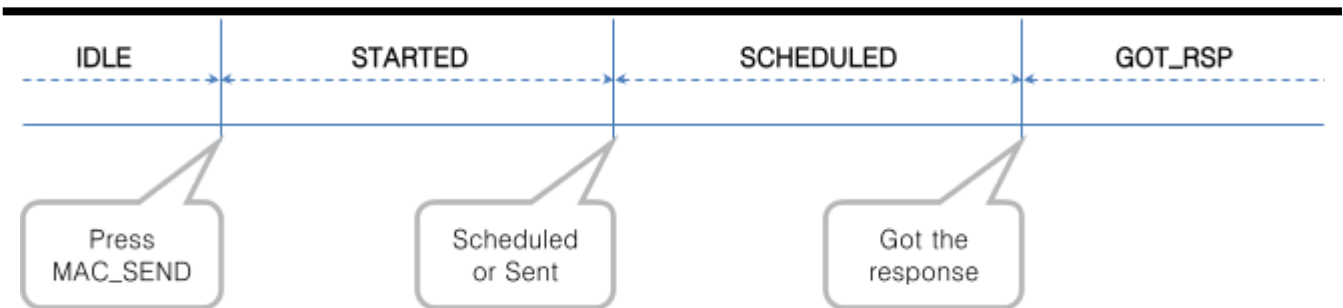 IDLE STARTED SCHEDULED GOT_RSP
Press
MAC_SEND
Scheduled
or Sent
Got the
response